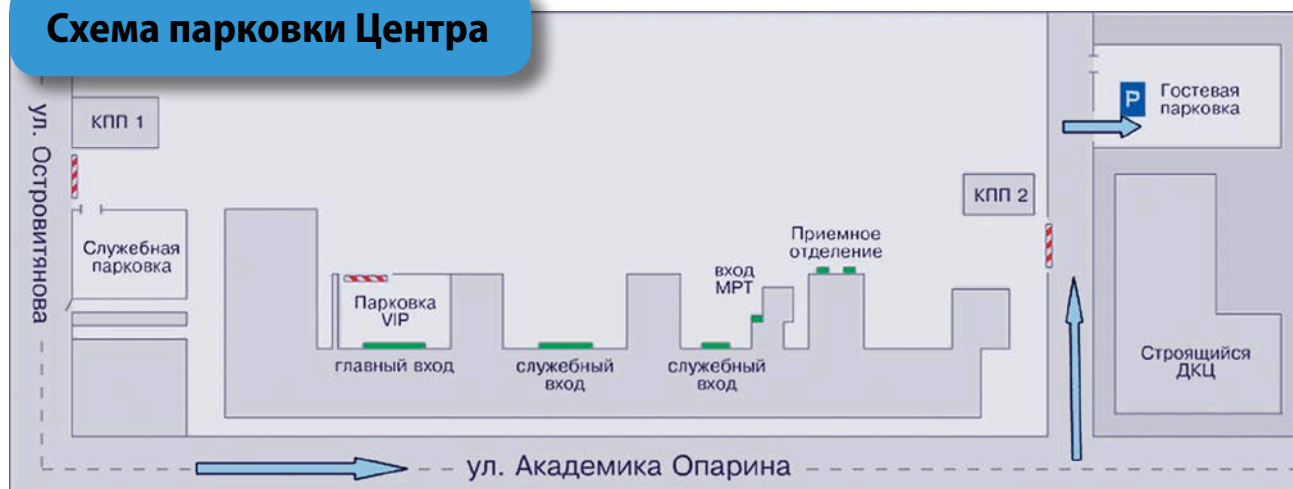 Схема парковки Центра
ул. Островитянова
КПП 1
Служебная
парковка
Парковка
VIP
главный вход
служебный
вход
служебный
вход
вход
МРТ
Приемное
отделение
КПП 2
P
Гостевая
парковка
Строящийся
ДКЦ
ул. Академика Опарина